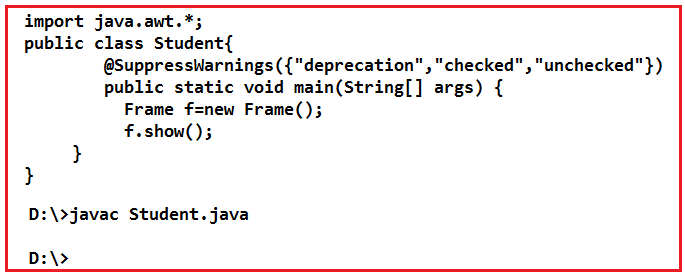 import java.awt.*;
public class Student{
@SuppressWarnings({"deprecation","checked","unchecked"})
public static void main(String[] args) {
Frame f=new Frame();
f.show();
}
}
D:\>javac Student.java
D:\>